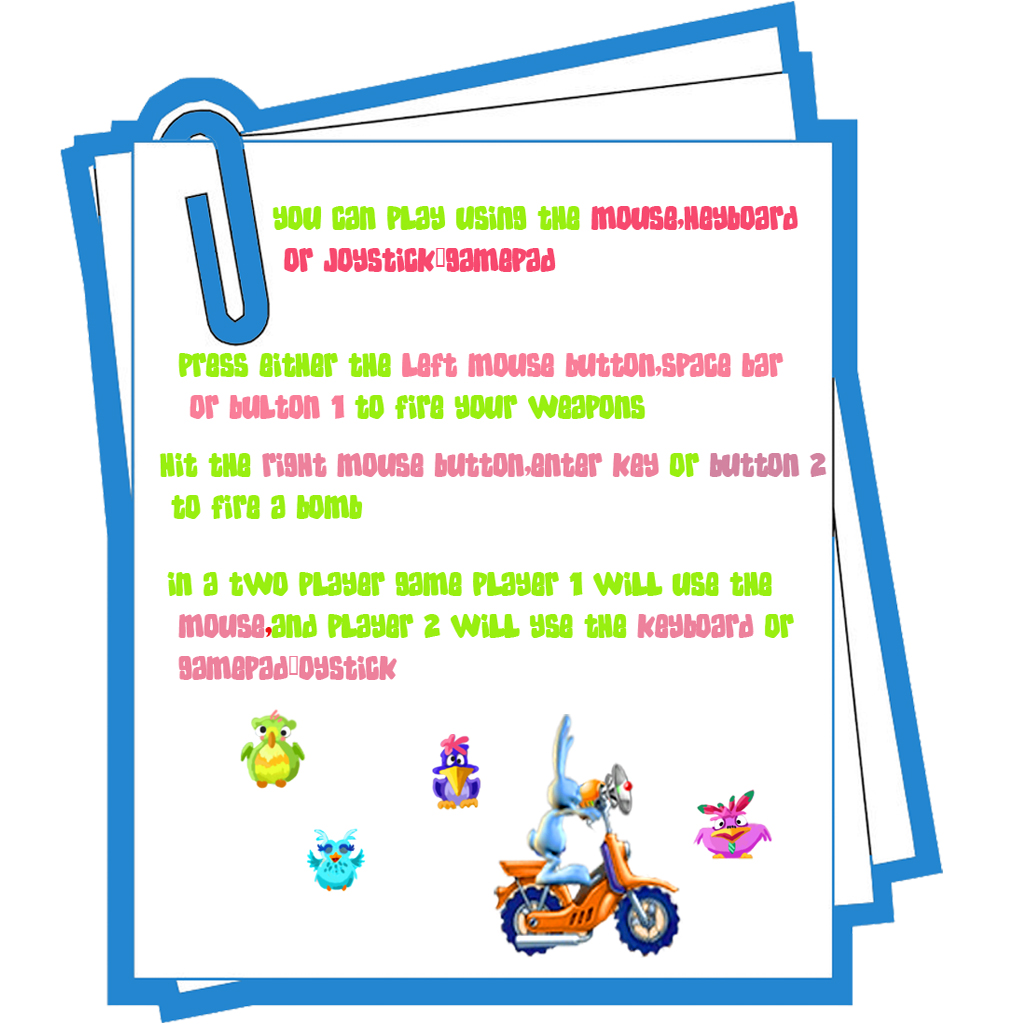 you can play using the mouse,keyboard
or joystick▯gamepad
press either the left mouse button,space bar
or bulton 1 to fire your weapons
Hit the right mouse button,enter key or button 2
to fire a bomb
in a two player game player 1 will use the
mouse,and player 2 will yse the keyboard or
gamepad▯oystick